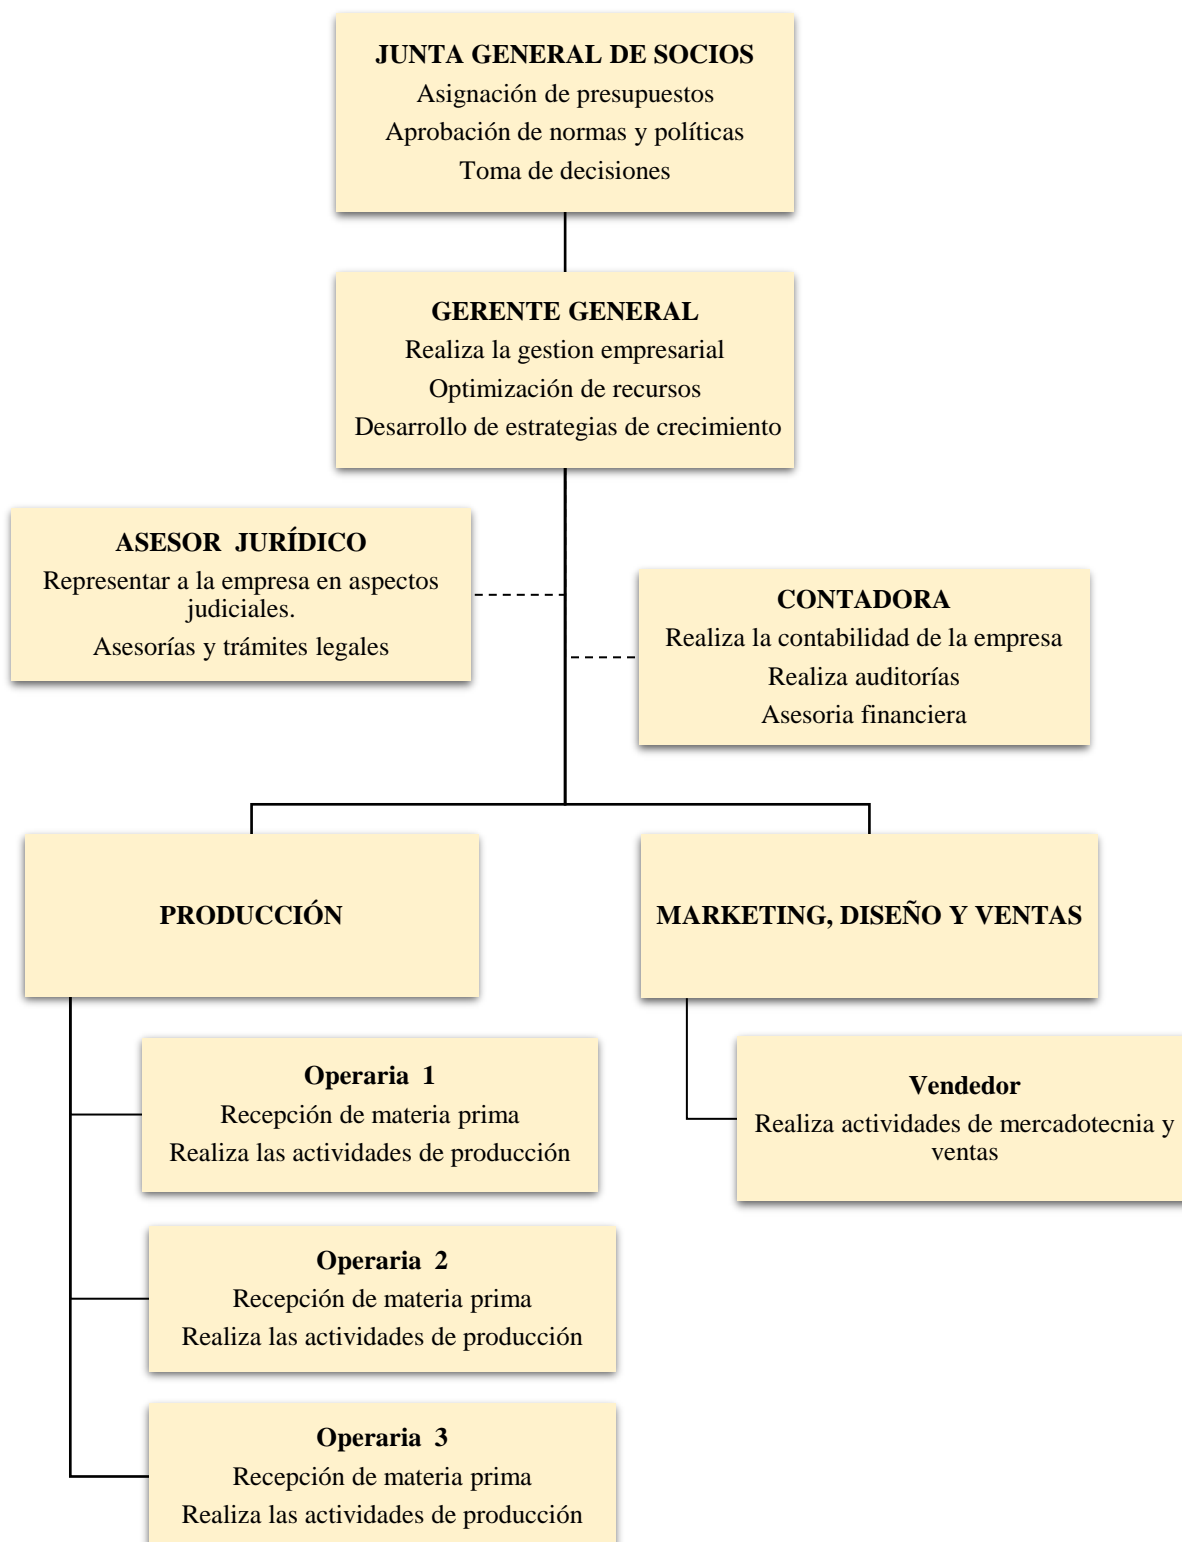 JUNTA GENERAL DE SOCIOS
Asignación de presupuestos
Aprobación de normas y políticas
Toma de decisiones
GERENTE GENERAL
Realiza la gestion empresarial
Optimización de recursos
Desarrollo de estrategias de crecimiento
ASESOR JURÍDICO
Representar a la empresa en aspectos
judiciales.
Asesorías y trámites legales
CONTADORA
Realiza la contabilidad de la empresa
Realiza auditorías
Asesoria financiera
PRODUCCIÓN
MARKETING, DISEÑO Y VENTAS
Operaria 1
Recepción de materia prima
Realiza las actividades de producción
Vendedor
Realiza actividades de mercadotecnia y
ventas
Operaria 2
Recepción de materia prima
Realiza las actividades de producción
Operaria 3
Recepción de materia prima
Realiza las actividades de producción